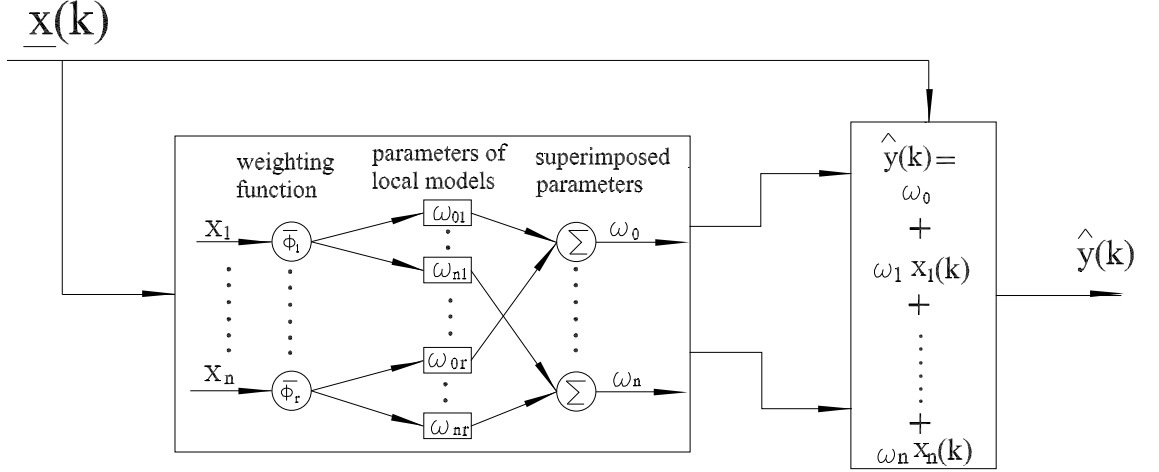 x(k)
weighting
function
parameters of
local models
superimposed
parameters
X1
Φ̅1
ω01
ωn1
Σ
ω0
Xn
Φ̅r
ω0r
ωnr
Σ
ωn
ŷ(k)=
ω0
+
ω1 x1(k)
+
+
ωn xn(k)
ŷ(k)